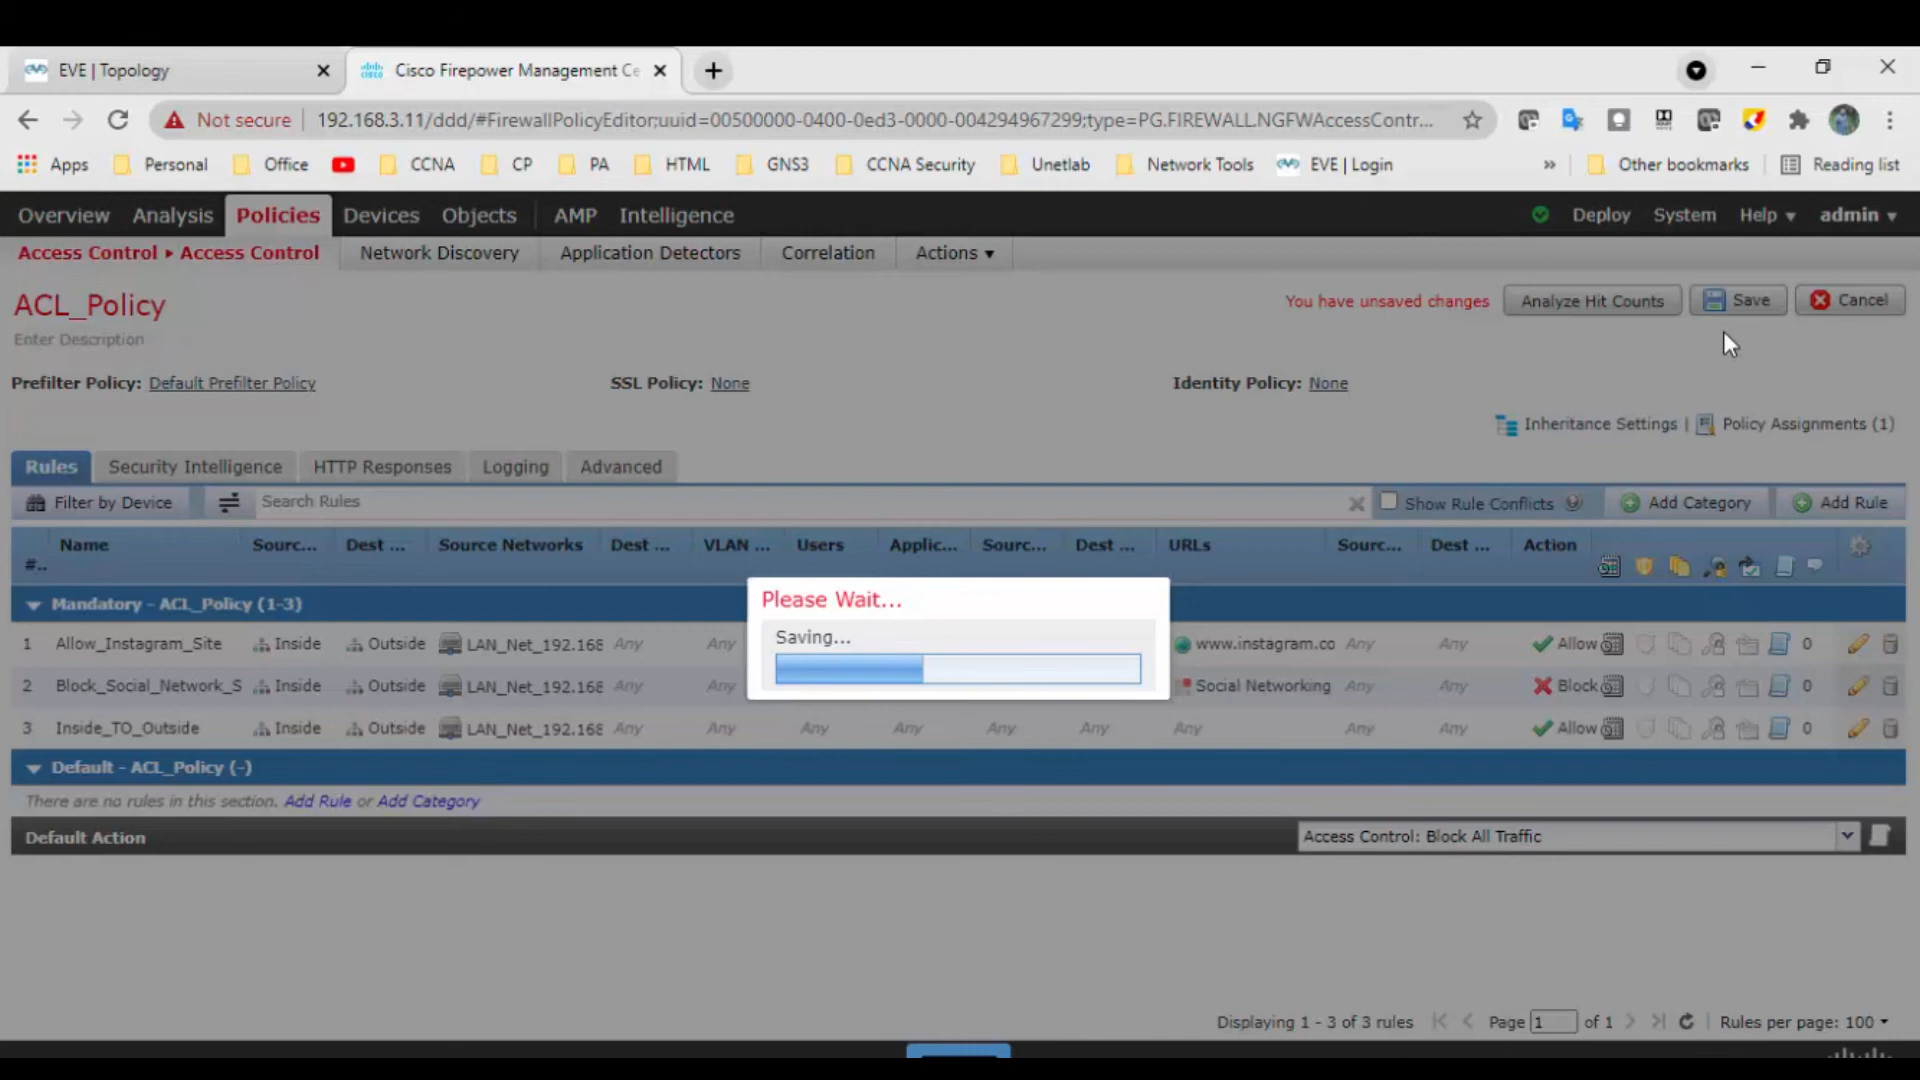 EVE | Topology
Cisco Firepower Management Ce
Not secure 192.168.3.11/ddd/#FirewallPolicyEditor;uuid=00500000-0400-0ed3-0000-004294967299;type=PG.FIREWALL.NGFWAccessContr...
Apps Personal Office CCNA CP PA HTML GNS3 CCNA Security Unetlab Network Tools EVE | Login » Other bookmarks Reading list
Overview Analysis Policies Devices Objects AMP Intelligence Deploy System Help admin
Access Control ▸ Access Control Network Discovery Application Detectors Correlation Actions
ACL_Policy You have unsaved changes Analyze Hit Counts Save Cancel
Enter Description
Prefilter Policy: Default Prefilter Policy SSL Policy: None Identity Policy: None
Inheritance Settings | Policy Assignments (1)
Rules Security Intelligence HTTP Responses Logging Advanced
Filter by Device Search Rules Show Rule Conflicts Add Category Add Rule
Name Sourc... Dest ... Source Networks Dest ... VLAN ... Users Applic... Sourc... Dest ... URLs Sourc... Dest ... Action
#..
Mandatory - ACL_Policy (1-3)
Please Wait...
Saving...
1 Allow_Instagram_Site Inside Outside LAN_Net_192.168 Any Any www.instagram.co Any Any Allow 0
2 Block_Social_Network_S Inside Outside LAN_Net_192.168 Any Any Social Networking Any Any Block 0
3 Inside_TO_Outside Inside Outside LAN_Net_192.168 Any Any Any Any Any Any Any Any Any Allow 0
Default - ACL_Policy (-)
There are no rules in this section. Add Rule or Add Category
Default Action Access Control: Block All Traffic
Displaying 1 - 3 of 3 rules Page 1 of 1 Rules per page: 100